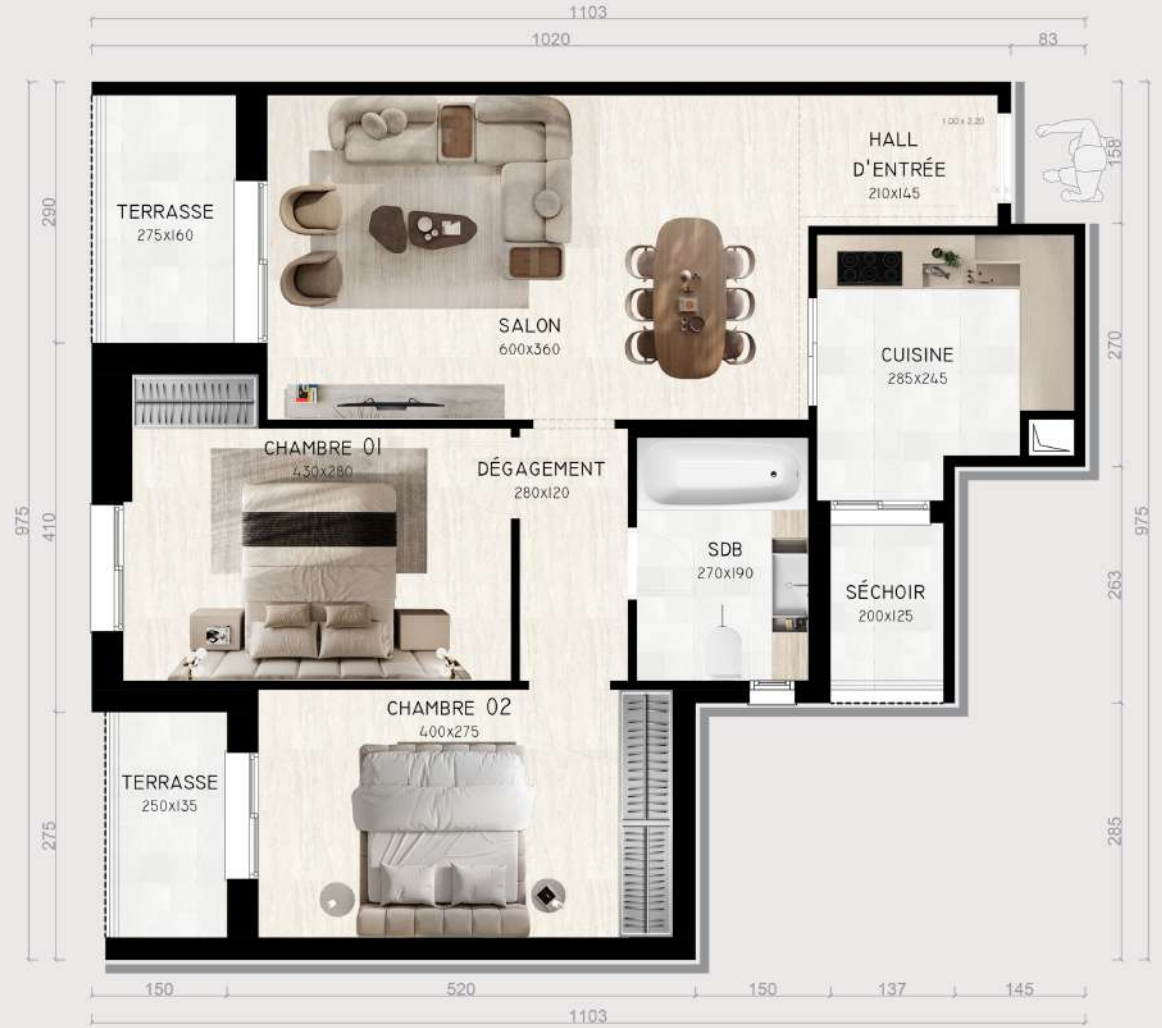 1103
1020
83
HALL
D'ENTRÉE
210x145
1.00 x 2.20
158
TERRASSE
275x160
290
SALON
600x360
CUISINE
285x245
270
CHAMBRE 01
430x280
DÉGAGEMENT
280x120
975
410
SDB
270x190
SÉCHOIR
200x125
263
975
CHAMBRE 02
400x275
TERRASSE
250x135
275
285
150
520
150
137
145
1103